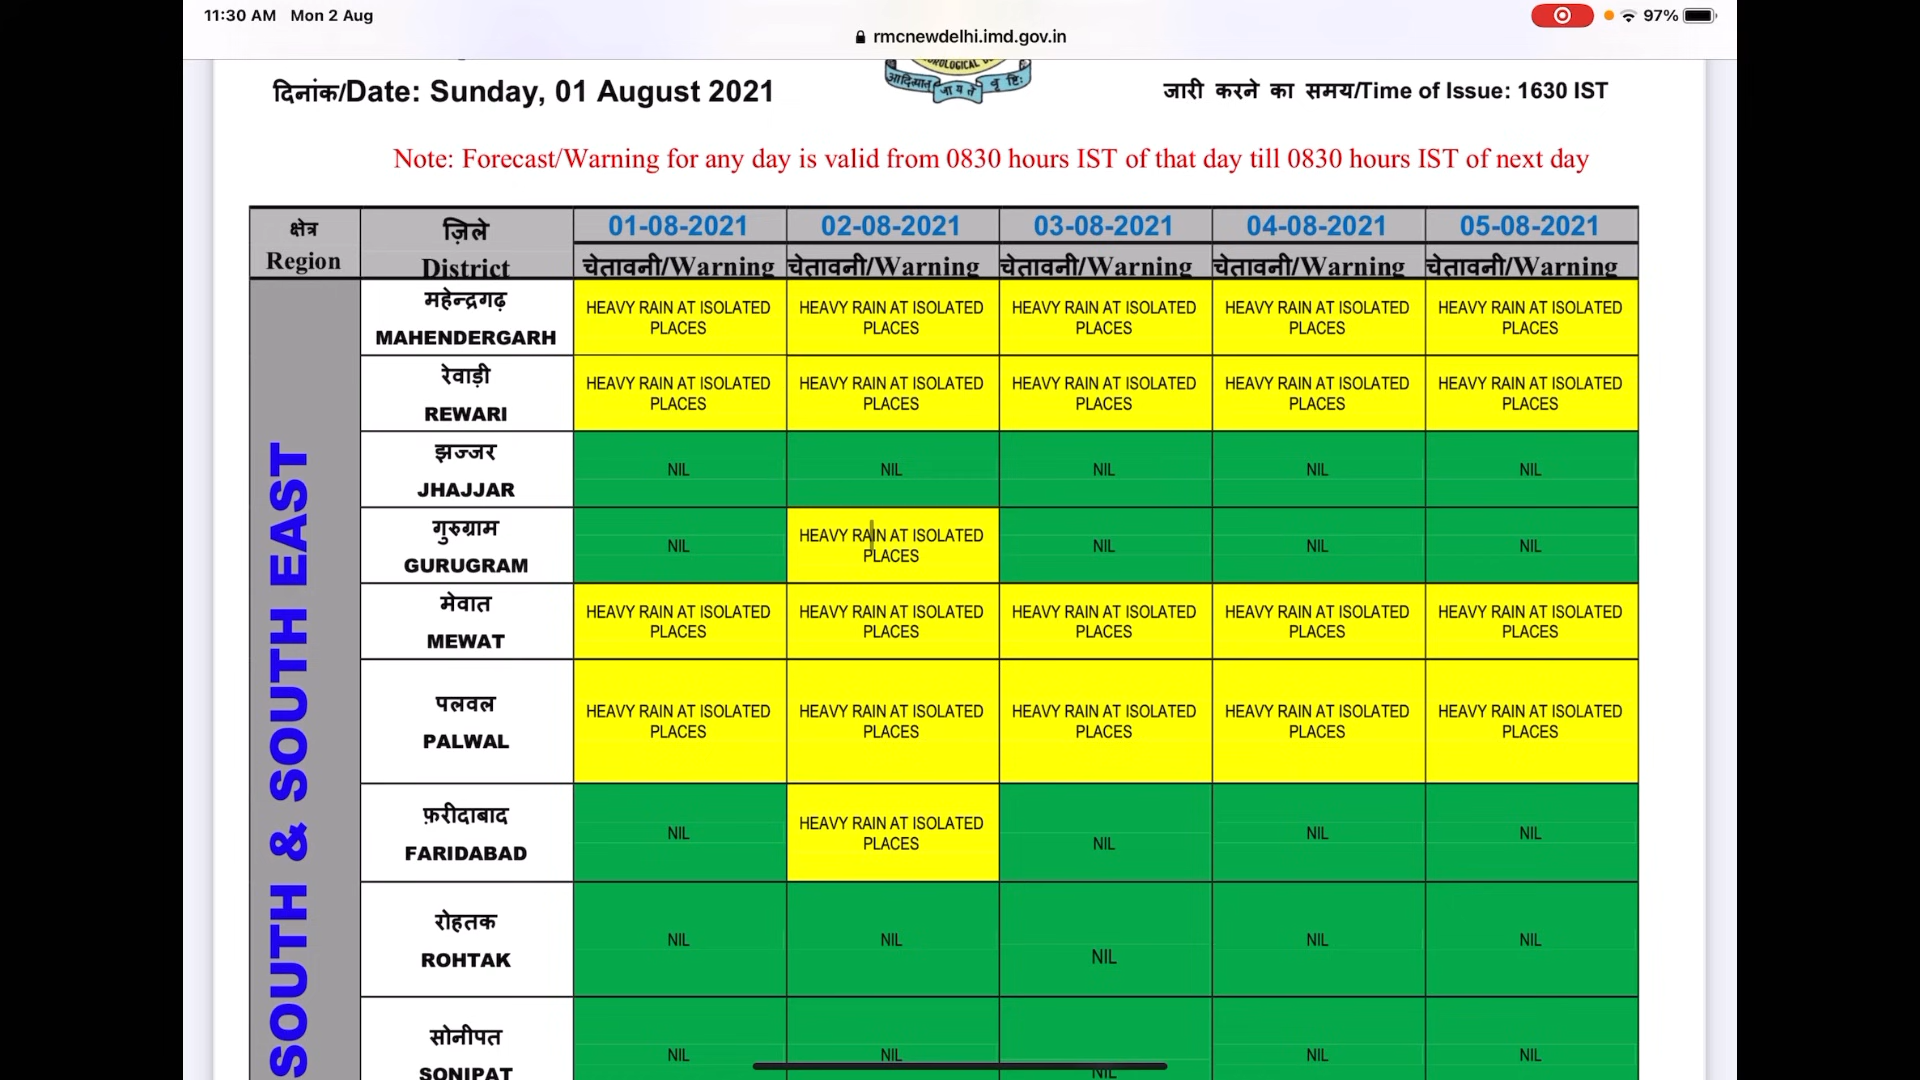 11:30 AM Mon 2 Aug
97%
rmcnewdelhi.imd.gov.in
दिनांक/Date: Sunday, 01 August 2021
जारी करने का समय/Time of Issue: 1630 IST
Note: Forecast/Warning for any day is valid from 0830 hours IST of that day till 0830 hours IST of next day
क्षेत्र
Region
ज़िले
District
01-08-2021 02-08-2021 03-08-2021 04-08-2021 05-08-2021
चेतावनी/Warning चेतावनी/Warning चेतावनी/Warning चेतावनी/Warning चेतावनी/Warning
SOUTH & SOUTH EAST
महेन्द्रगढ़
MAHENDERGARH
HEAVY RAIN AT ISOLATED HEAVY RAIN AT ISOLATED HEAVY RAIN AT ISOLATED HEAVY RAIN AT ISOLATED HEAVY RAIN AT ISOLATED
PLACES PLACES PLACES PLACES PLACES
रेवाड़ी
REWARI
HEAVY RAIN AT ISOLATED HEAVY RAIN AT ISOLATED HEAVY RAIN AT ISOLATED HEAVY RAIN AT ISOLATED HEAVY RAIN AT ISOLATED
PLACES PLACES PLACES PLACES PLACES
झज्जर
JHAJJAR
NIL NIL NIL NIL NIL
गुरुग्राम
GURUGRAM
NIL HEAVY RAIN AT ISOLATED NIL NIL NIL
PLACES
मेवात
MEWAT
HEAVY RAIN AT ISOLATED HEAVY RAIN AT ISOLATED HEAVY RAIN AT ISOLATED HEAVY RAIN AT ISOLATED HEAVY RAIN AT ISOLATED
PLACES PLACES PLACES PLACES PLACES
पलवल
PALWAL
HEAVY RAIN AT ISOLATED HEAVY RAIN AT ISOLATED HEAVY RAIN AT ISOLATED HEAVY RAIN AT ISOLATED HEAVY RAIN AT ISOLATED
PLACES PLACES PLACES PLACES PLACES
फ़रीदाबाद
FARIDABAD
NIL HEAVY RAIN AT ISOLATED NIL NIL NIL
PLACES
रोहतक
ROHTAK
NIL NIL NIL NIL NIL
सोनीपत
SONIPAT
NIL NIL NIL NIL NIL